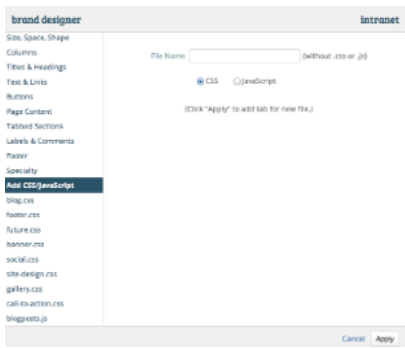 brand designer intranet
Size, Space, Shape
Columns
Titles & Headings
Text & Links
Buttons
Page Content
Tabbed Sections
Labels & Comments
Footer
Specialty
Add CSS/JavaScript
blog.css
footer.css
future.css
banner.css
social.css
site-design.css
gallery.css
call-to-action.css
blogposts.js
File Name (without .css or .js)
CSS JavaScript
(Click "Apply" to add tab for new file.)
Cancel Apply